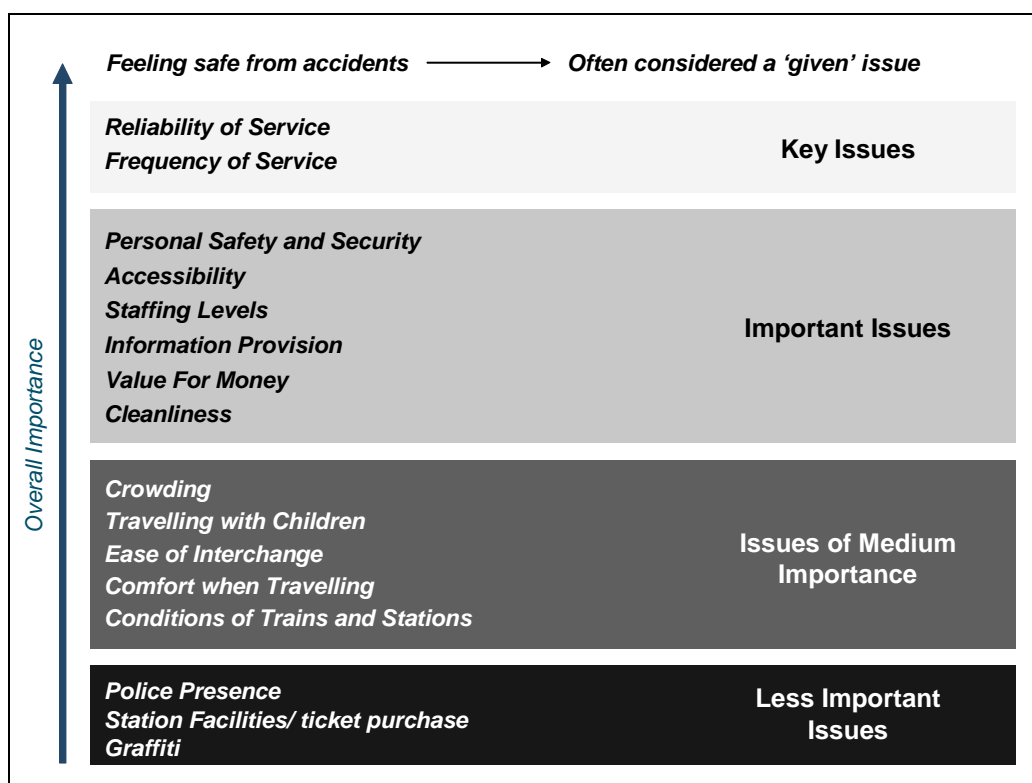 Feeling safe from accidents Often considered a ‘given’ issue
Reliability of Service
Frequency of Service
Key Issues
Personal Safety and Security
Accessibility
Staffing Levels
Information Provision
Value For Money
Cleanliness
Important Issues
Crowding
Travelling with Children
Ease of Interchange
Comfort when Travelling
Conditions of Trains and Stations
Issues of Medium
Importance
Police Presence
Station Facilities/ ticket purchase
Graffiti
Less Important
Issues
Overall Importance